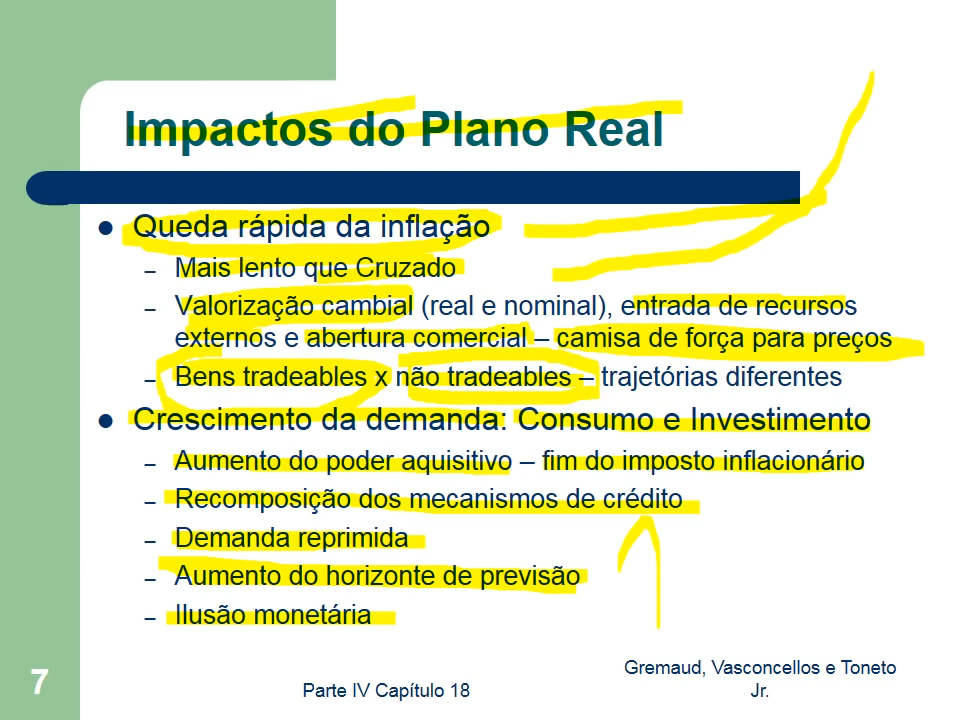 Impactos do Plano Real
● Queda rápida da inflação
– Mais lento que Cruzado
– Valorização cambial (real e nominal), entrada de recursos
externos e abertura comercial – camisa de força para preços
– Bens tradeables x não tradeables – trajetórias diferentes
● Crescimento da demanda: Consumo e Investimento
– Aumento do poder aquisitivo – fim do imposto inflacionário
– Recomposição dos mecanismos de crédito
– Demanda reprimida
– Aumento do horizonte de previsão
– Ilusão monetária
7
Parte IV Capítulo 18
Gremaud, Vasconcellos e Toneto
Jr.